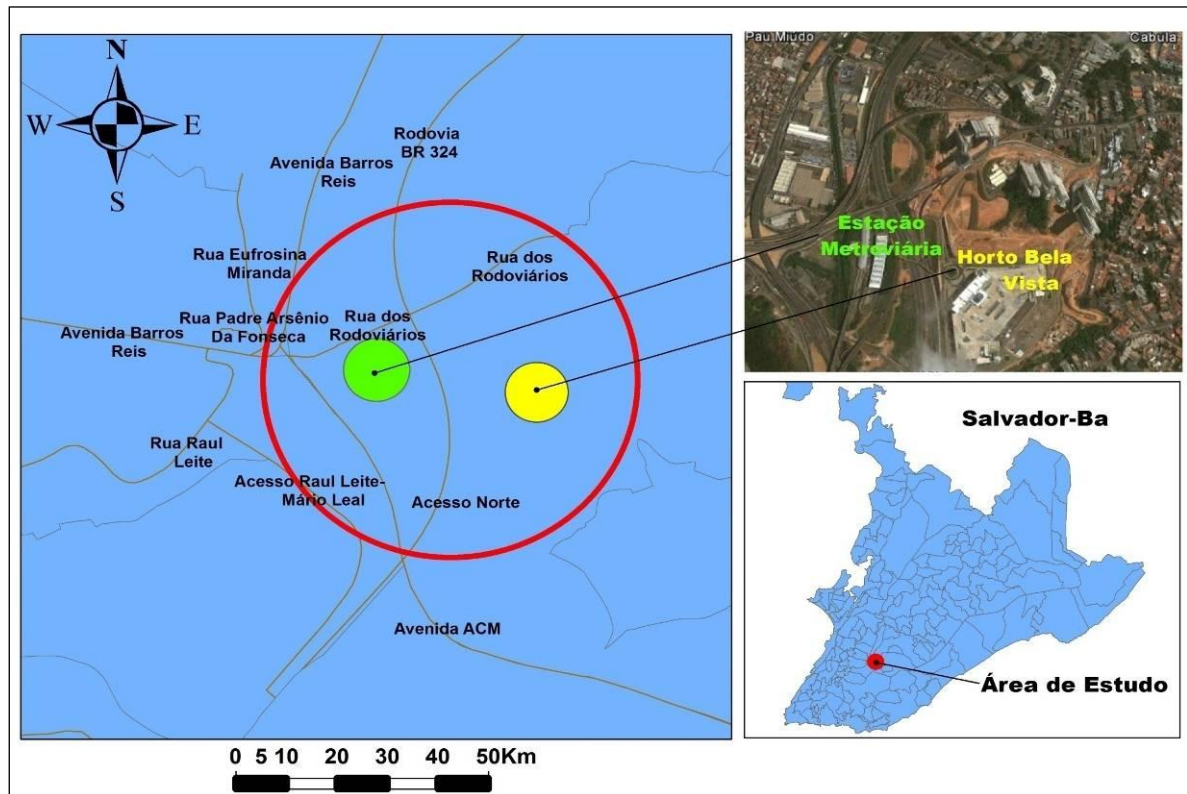 N
W E
S
Rodovia
BR 324
Avenida Barros
Reis
Rua Eufrosina
Miranda
Rua dos
Rodoviários
Rua Padre Arsênio
Da Fonseca
Rua dos
Rodoviários
Avenida Barros
Reis
Rua Raul
Leite
Acesso Raul Leite-
Mário Leal
Acesso Norte
Avenida ACM
0 5 10 20 30 40 50Km
Pau Miúdo Cabula
Estação
Metroviária
Horto Bela
Vista
Salvador-Ba
Área de Estudo